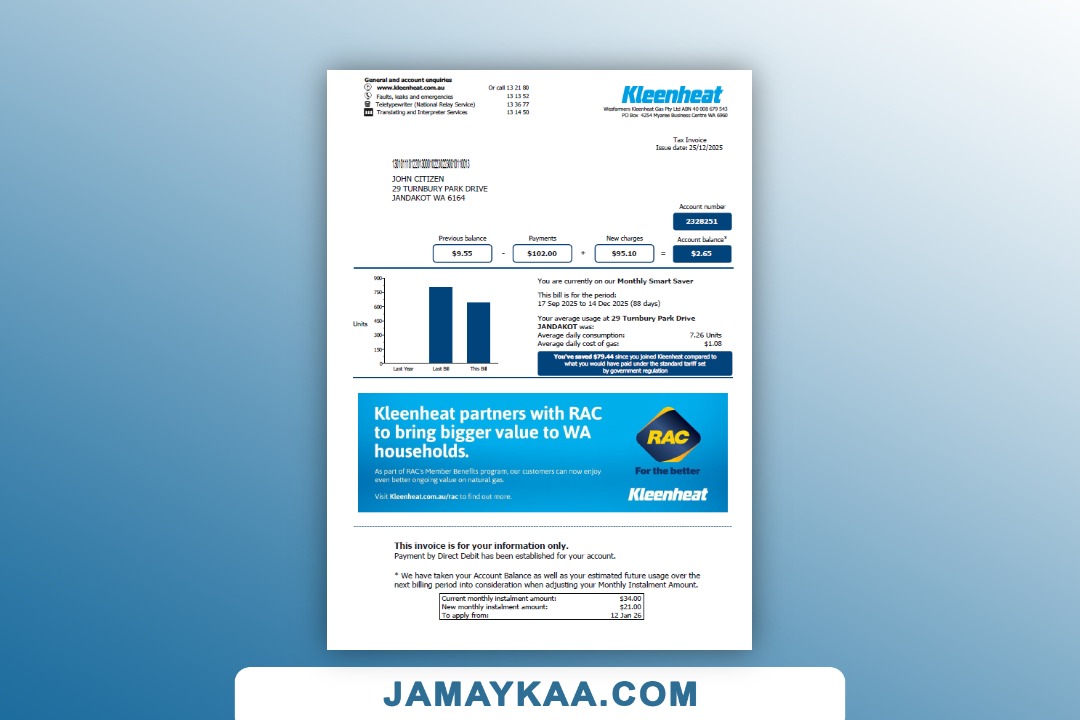 General and account enquiries
www.kleenheat.com.au Or call 13 21 80
Faults, leaks and emergencies 13 13 52
Teletypewriter (National Relay Service) 13 36 77
Translating and Interpreter Services 13 14 50
Kleenheat
Wesfarmers Kleenheat Gas Pty Ltd ABN 40 008 679 543
PO Box 4254 Myaree Business Centre WA 6960
Tax Invoice
Issue date: 25/12/2025
JOHN CITIZEN
29 TURNBURY PARK DRIVE
JANDAKOT WA 6164
Account number
2328251
Previous balance Payments New charges Account balance*
$9.55 - $102.00 + $95.10 = $2.65
900
750
600
450
300
150
0
Units
Last Year Last Bill This Bill
You are currently on our Monthly Smart Saver
This bill is for the period:
17 Sep 2025 to 14 Dec 2025 (88 days)
Your average usage at 29 Turnbury Park Drive
JANDAKOT was:
Average daily consumption: 7.26 Units
Average daily cost of gas: $1.08
You've saved $79.44 since you joined Kleenheat compared to
what you would have paid under the standard tariff set
by government regulation
Kleenheat partners with RAC
to bring bigger value to WA
households.
As part of RAC's Member Benefits program, our customers can now enjoy
even better ongoing value on natural gas.
Visit Kleenheat.com.au/rac to find out more.
RAC
For the better
Kleenheat
This invoice is for your information only.
Payment by Direct Debit has been established for your account.
* We have taken your Account Balance as well as your estimated future usage over the
next billing period into consideration when adjusting your Monthly Instalment Amount.
Current monthly instalment amount: $34.00
New monthly instalment amount: $21.00
To apply from: 12 Jan 26
JAMAYKAA.COM